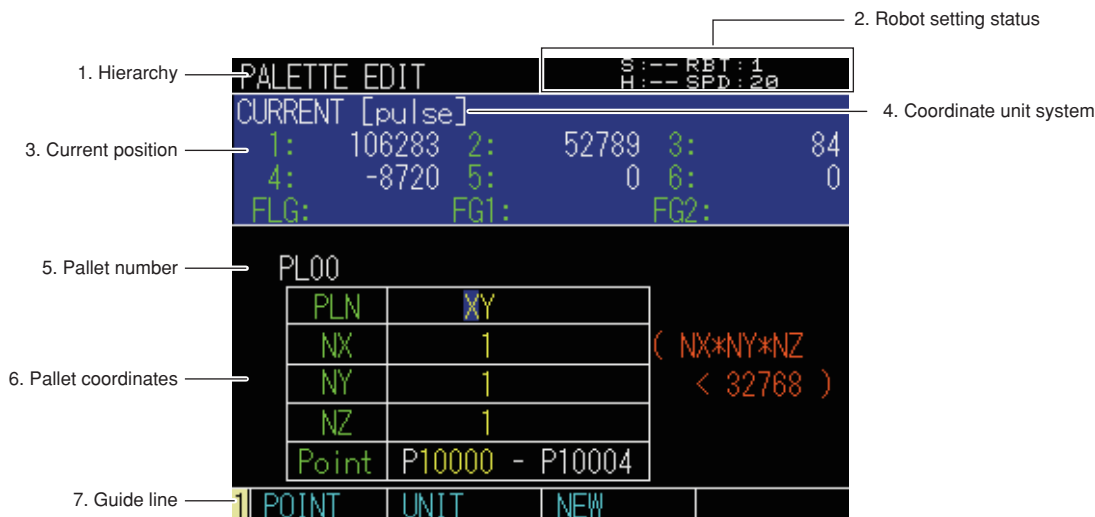 2. Robot setting status
1. Hierarchy
PALETTE EDIT
S:-- RBT:1
H:-- SPD:20
CURRENT [pulse]
4. Coordinate unit system
3. Current position
1: 106283 2: 52789 3: 84
4: -8720 5: 0 6: 0
FLG: FG1: FG2:
5. Pallet number
PL00
PLN XY
NX 1 ( NX*NY*NZ
6. Pallet coordinates
NY 1 < 32768 )
NZ 1
Point P10000 - P10004
7. Guide line
1 POINT UNIT NEW